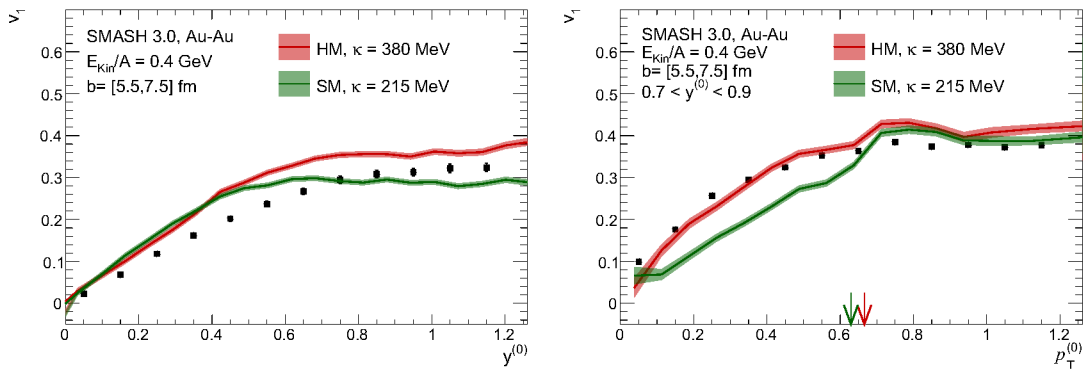 v₁
SMASH 3.0, Au-Au
E_Kin/A = 0.4 GeV
b= [5.5,7.5] fm
HM, κ = 380 MeV
SM, κ = 215 MeV
0.6
0.5
0.4
0.3
0.2
0.1
0
0 0.2 0.4 0.6 0.8 1 1.2
y⁽⁰⁾
v₁
SMASH 3.0, Au-Au
E_Kin/A = 0.4 GeV
b= [5.5,7.5] fm
0.7 < y⁽⁰⁾ < 0.9
HM, κ = 380 MeV
SM, κ = 215 MeV
0.6
0.5
0.4
0.3
0.2
0.1
0
0 0.2 0.4 0.6 0.8 1 1.2
p_T⁽⁰⁾